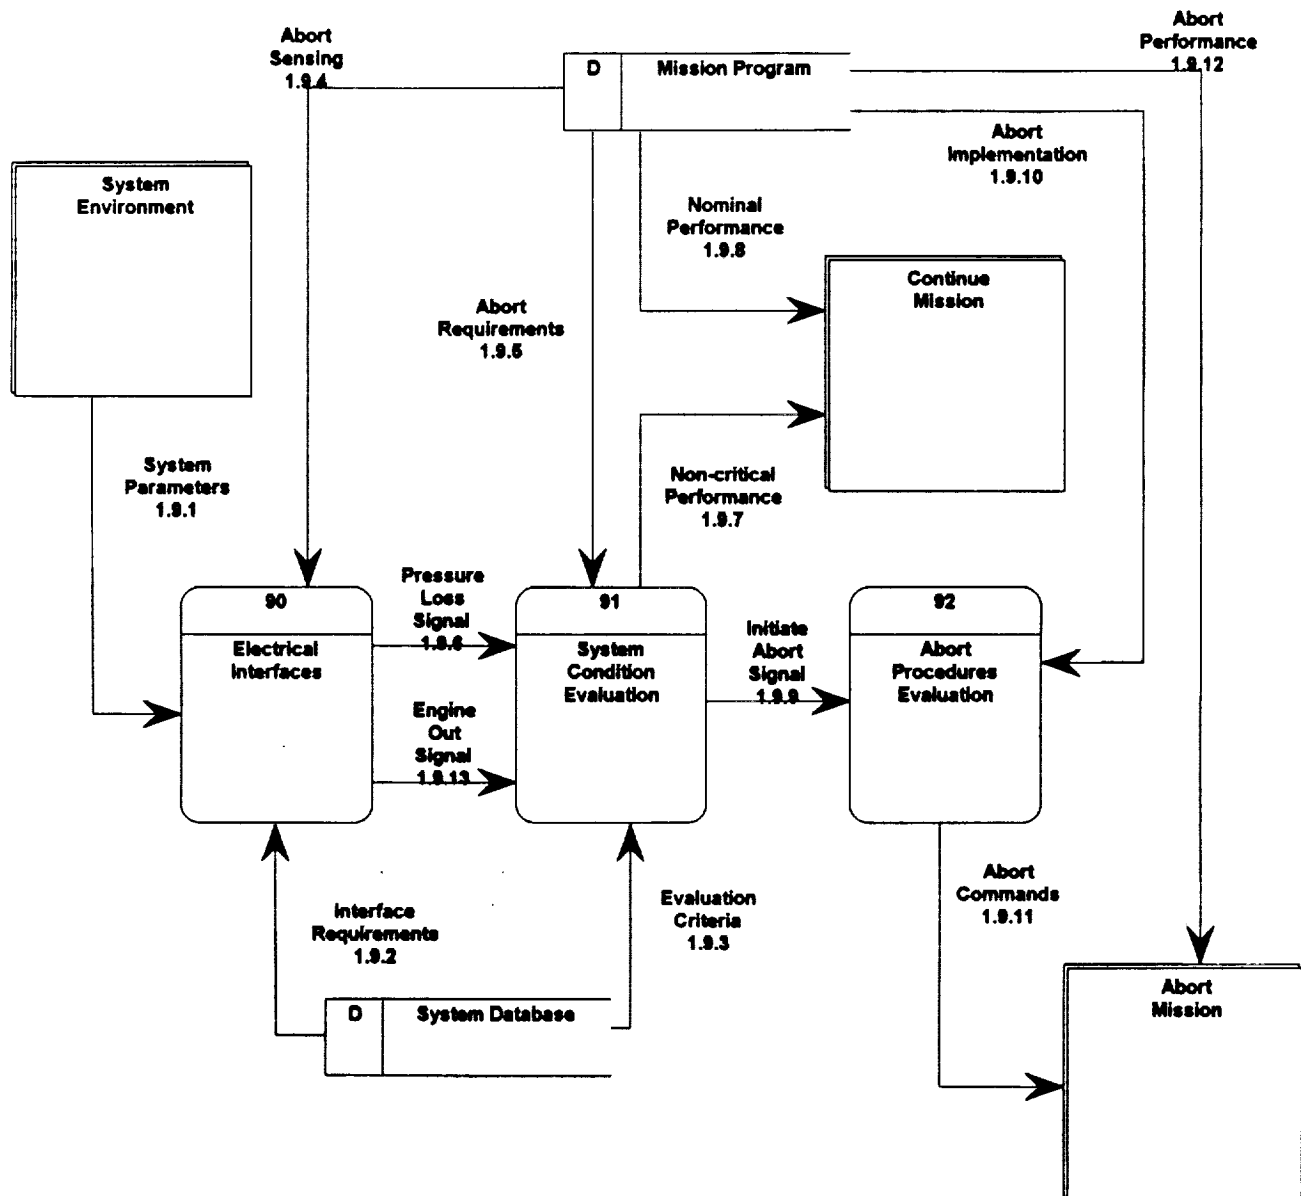 Abort
Sensing
1.9.4
D
Mission Program
Abort
Performance
1.9.12
Abort
Implementation
1.9.10
System
Environment
Nominal
Performance
1.9.8
Continue
Mission
Abort
Requirements
1.9.5
System
Parameters
1.9.1
Non-critical
Performance
1.9.7
90
Electrical
Interfaces
Pressure
Loss
Signal
1.9.6
Engine
Out
Signal
1.9.13
91
System
Condition
Evaluation
Initiate
Abort
Signal
1.9.9
92
Abort
Procedures
Evaluation
Interface
Requirements
1.9.2
Evaluation
Criteria
1.9.3
Abort
Commands
1.9.11
D
System Database
Abort
Mission